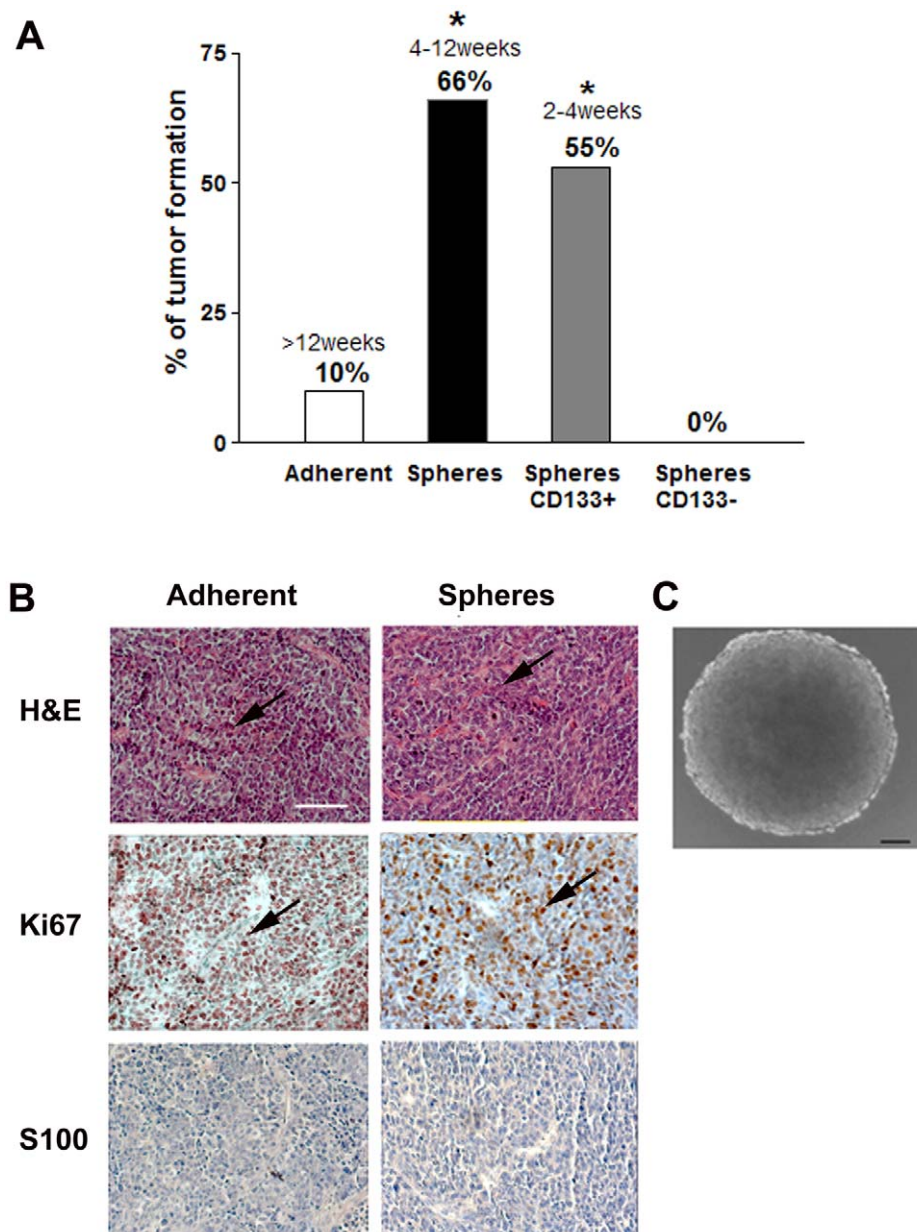 A
% of tumor formation
75
50
25
0
>12weeks
10%
*
4-12weeks
66%
*
2-4weeks
55%
0%
Adherent
Spheres
Spheres
CD133+
Spheres
CD133-
B
Adherent
Spheres
C
H&E
Ki67
S100